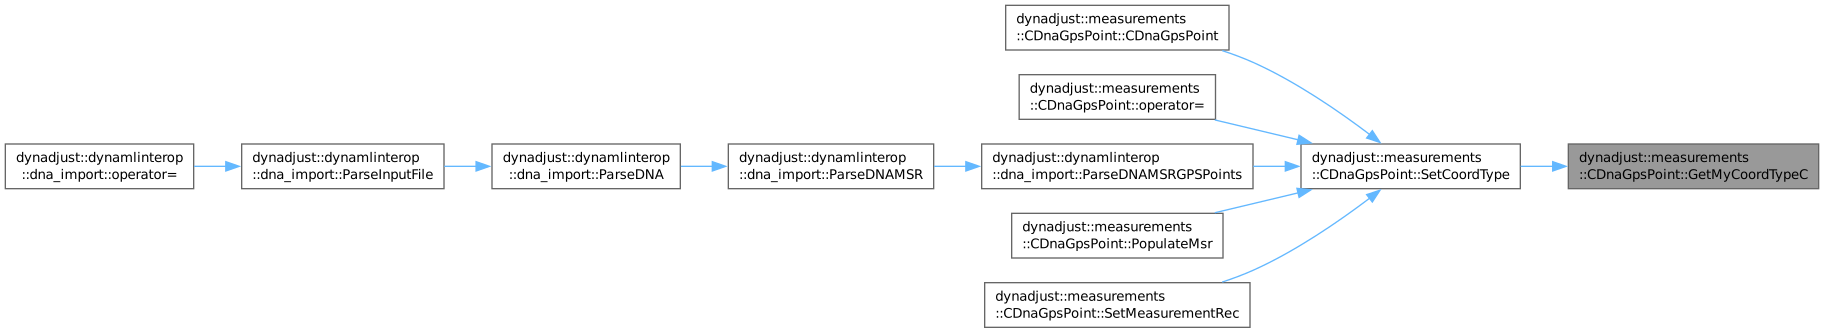 dynadjust::measurements
::CDnaGpsPoint::CDnaGpsPoint
dynadjust::measurements
::CDnaGpsPoint::operator=
dynadjust::dynamlinterop
::dna_import::operator=
dynadjust::dynamlinterop
::dna_import::ParseInputFile
dynadjust::dynamlinterop
::dna_import::ParseDNA
dynadjust::dynamlinterop
::dna_import::ParseDNAMSR
dynadjust::dynamlinterop
::dna_import::ParseDNAMSRGPSPoints
dynadjust::measurements
::CDnaGpsPoint::SetCoordType
dynadjust::measurements
::CDnaGpsPoint::GetMyCoordTypeC
dynadjust::measurements
::CDnaGpsPoint::PopulateMsr
dynadjust::measurements
::CDnaGpsPoint::SetMeasurementRec